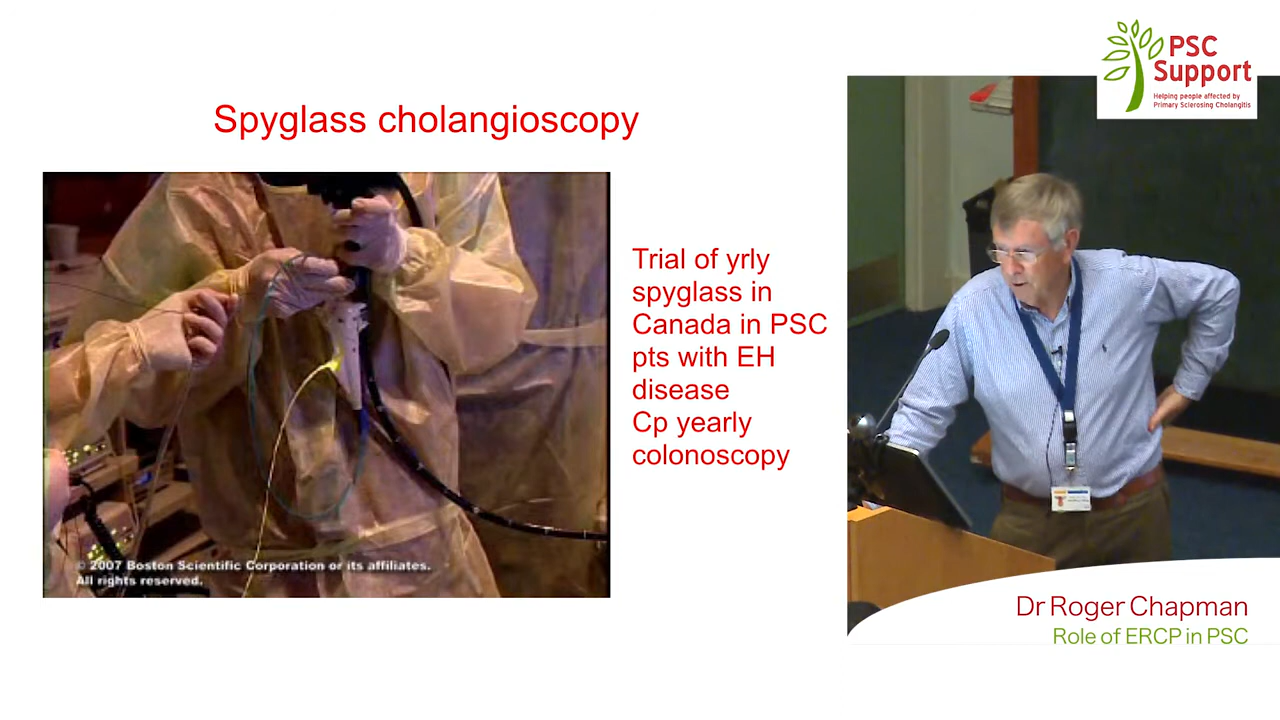 Spyglass cholangioscopy
Trial of yrly
spyglass in
Canada in PSC
pts with EH
disease
Cp yearly
colonoscopy
© 2007 Boston Scientific Corporation or its affiliates.
All rights reserved.
PSC
Support
Helping people affected by
Primary Sclerosing Cholangitis
Dr Roger Chapman
Role of ERCP in PSC